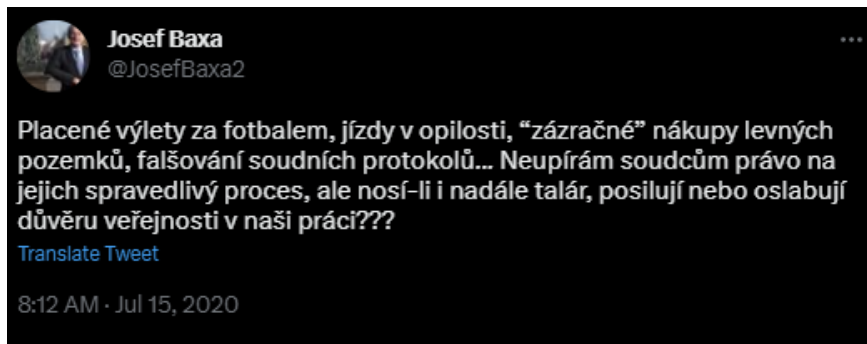 Josef Baxa
@JosefBaxa2
Placené výlety za fotbalem, jízdy v opilosti, “zázračné” nákupy levných
pozemků, falšování soudních protokolů... Neupírám soudcům právo na
jejich spravedlivý proces, ale nosí-li i nadále talár, posilují nebo oslabují
důvěru veřejnosti v naši práci???
Translate Tweet
8:12 AM · Jul 15, 2020